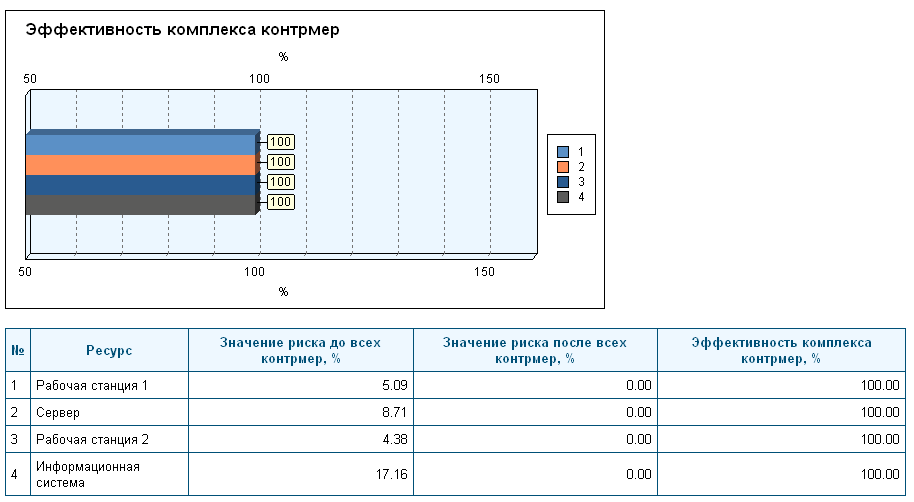 Эффективность комплекса контрмер
%
50 100 150
100
100
100
100
1
2
3
4
50 100 150
%
№ Ресурс Значение риска до всех контрмер, % Значение риска после всех контрмер, % Эффективность комплекса контрмер, %
1 Рабочая станция 1 5.09 0.00 100.00
2 Сервер 8.71 0.00 100.00
3 Рабочая станция 2 4.38 0.00 100.00
4 Информационная система 17.16 0.00 100.00